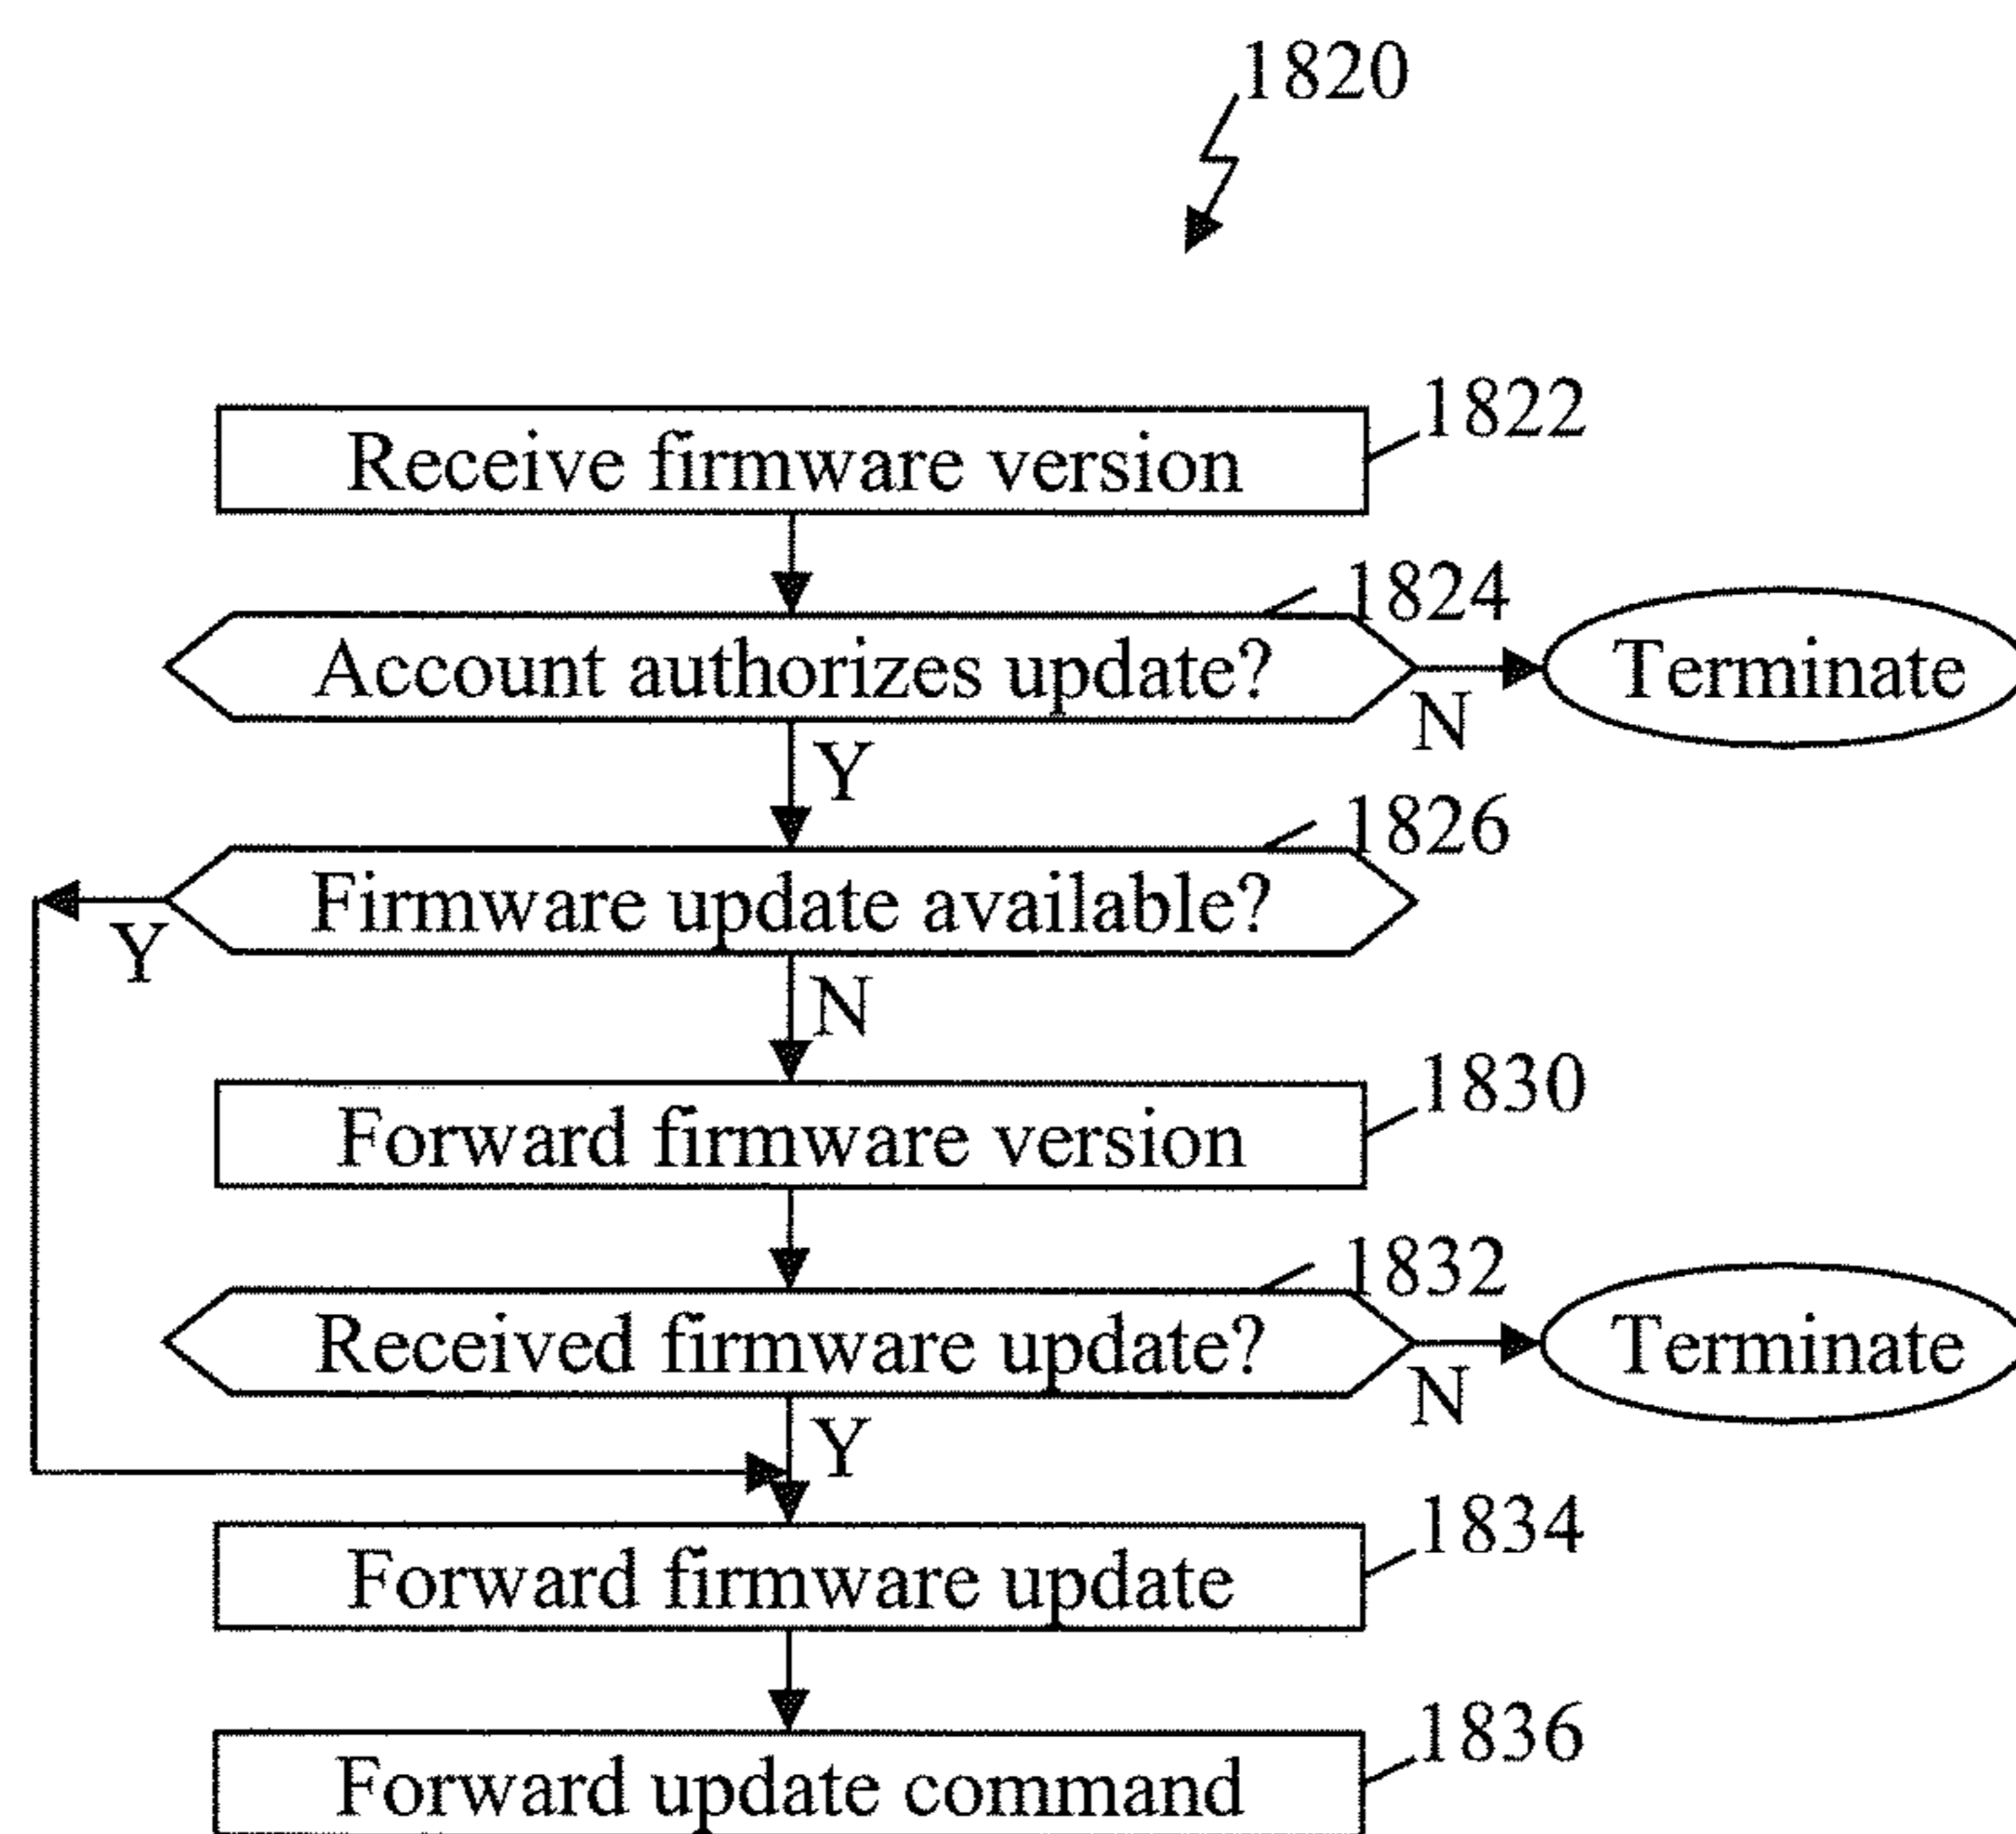 1820
1822
Receive firmware version
1824
Account authorizes update?
Terminate
N
Y
1826
Firmware update available?
Y
N
1830
Forward firmware version
1832
Received firmware update?
Terminate
N
Y
1834
Forward firmware update
1836
Forward update command